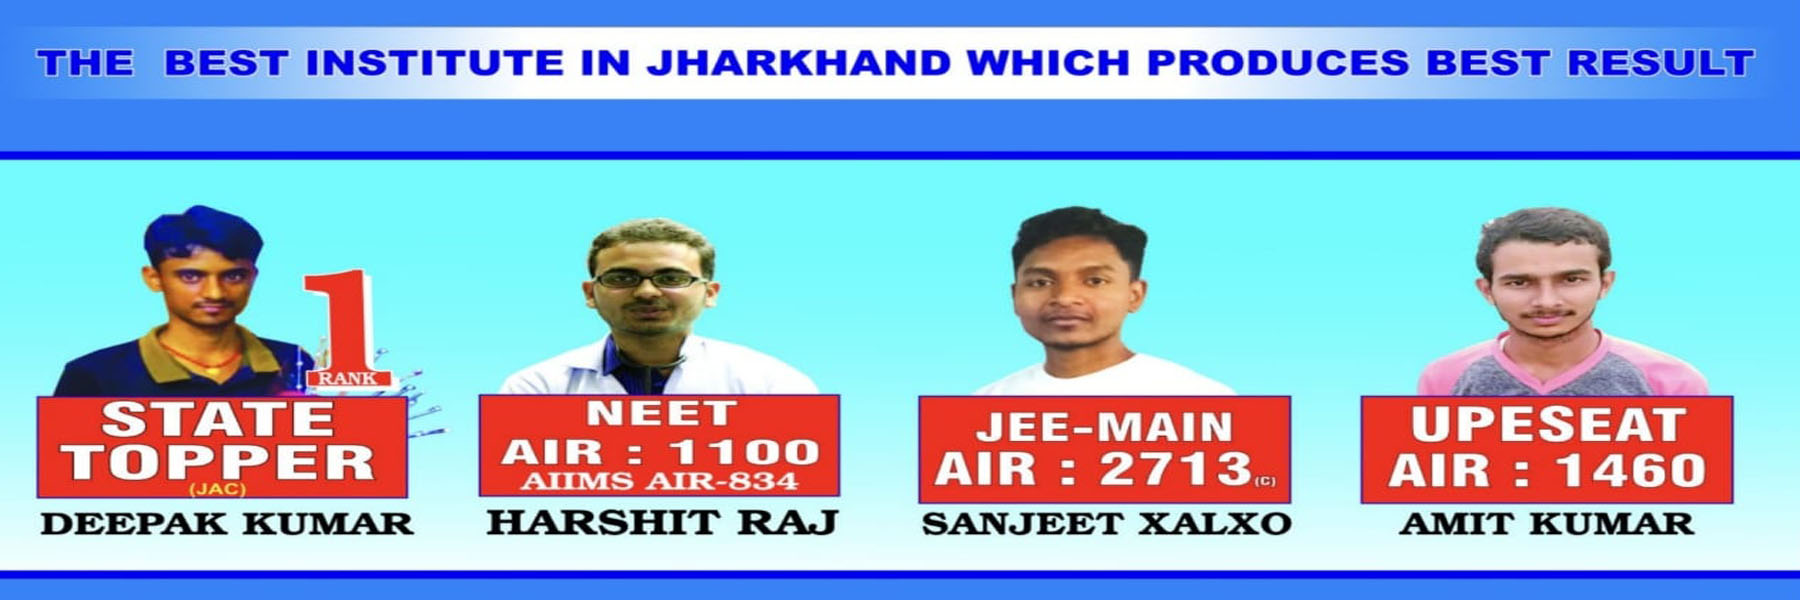 THE BEST INSTITUTE IN JHARKHAND WHICH PRODUCES BEST RESULT
1
RANK
STATE
TOPPER
(JAC)
DEEPAK KUMAR
NEET
AIR : 1100
AIIMS AIR-834
HARSHIT RAJ
JEE-MAIN
AIR : 2713(C)
SANJEET XALXO
UPESEAT
AIR : 1460
AMIT KUMAR